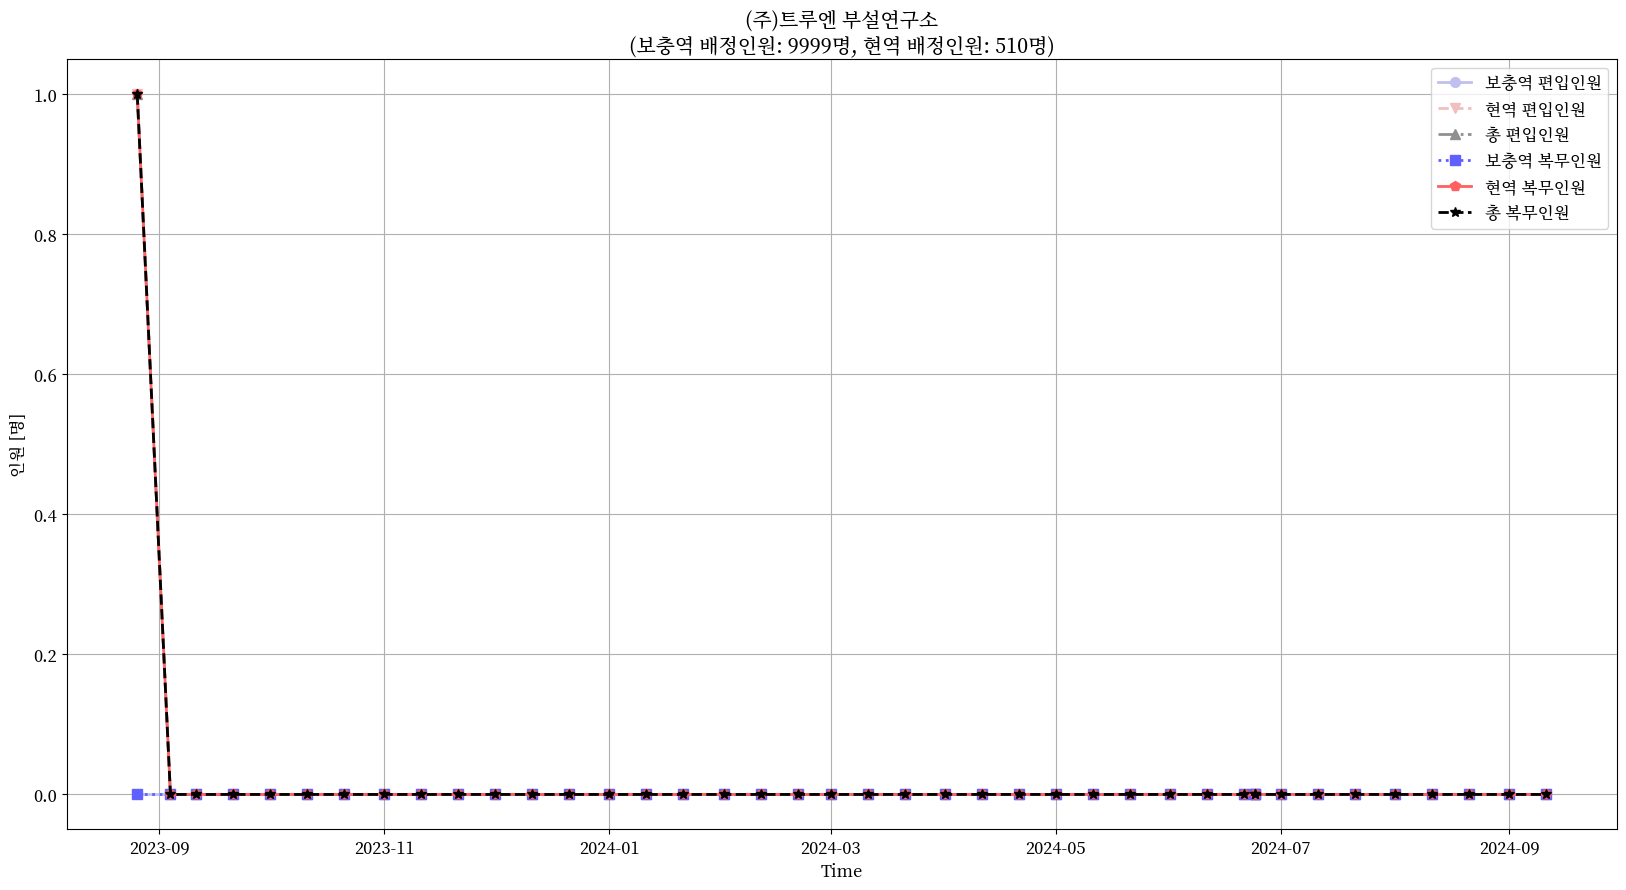 (주)트루엔 부설연구소
(보충역 배정인원: 9999명, 현역 배정인원: 510명)
보충역 편입인원
현역 편입인원
총 편입인원
보충역 복무인원
현역 복무인원
총 복무인원
1.0
0.8
0.6
0.4
0.2
0.0
인원 [명]
2023-09
2023-11
2024-01
2024-03
2024-05
2024-07
2024-09
Time